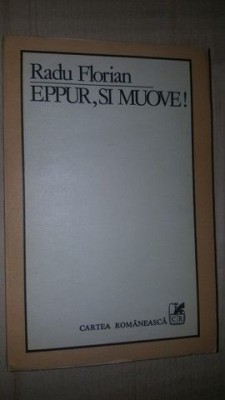 Radu Florian
EPPUR, SI MUOVE!
CARTEA ROMÂNEASCĂ
CR